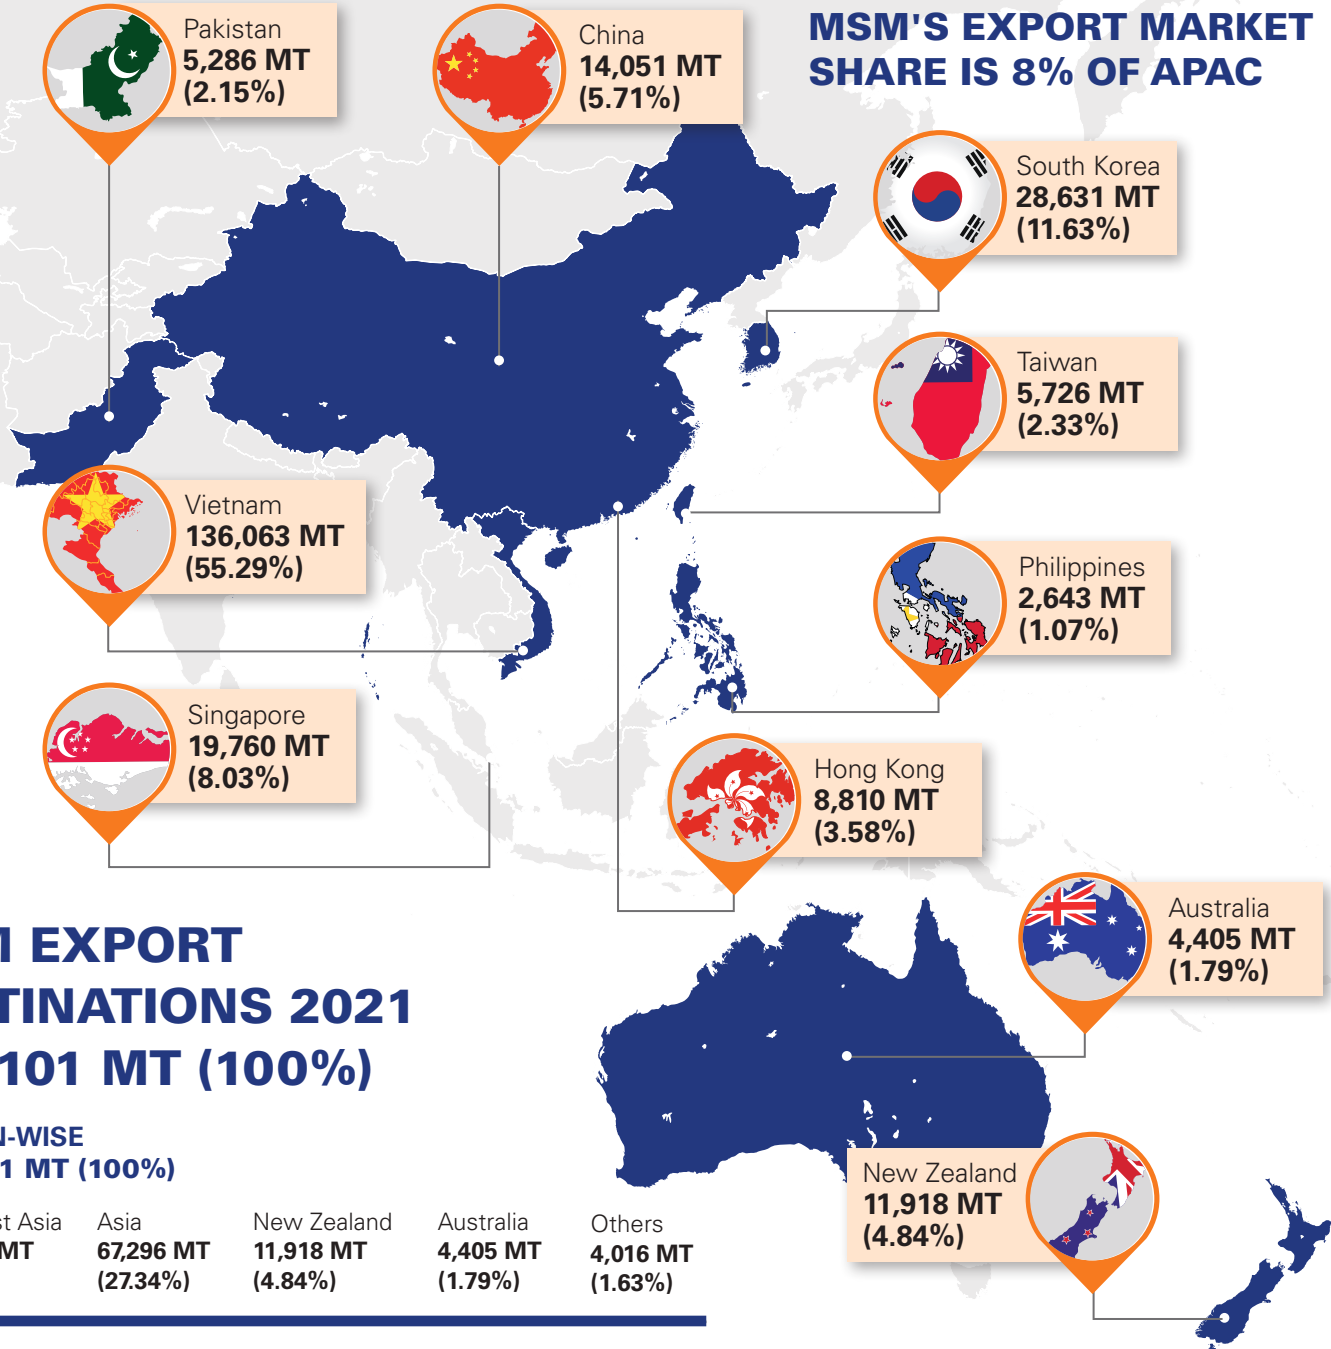 MSM'S EXPORT MARKET
SHARE IS 8% OF APAC
Pakistan
5,286 MT
(2.15%)
China
14,051 MT
(5.71%)
South Korea
28,631 MT
(11.63%)
Taiwan
5,726 MT
(2.33%)
Vietnam
136,063 MT
(55.29%)
Philippines
2,643 MT
(1.07%)
Singapore
19,760 MT
(8.03%)
Hong Kong
8,810 MT
(3.58%)
Australia
4,405 MT
(1.79%)
New Zealand
11,918 MT
(4.84%)
EXPORT
TINATIONS 2021
101 MT (100%)
N-WISE
1 MT (100%)
st Asia
MT
Asia
67,296 MT
(27.34%)
New Zealand
11,918 MT
(4.84%)
Australia
4,405 MT
(1.79%)
Others
4,016 MT
(1.63%)